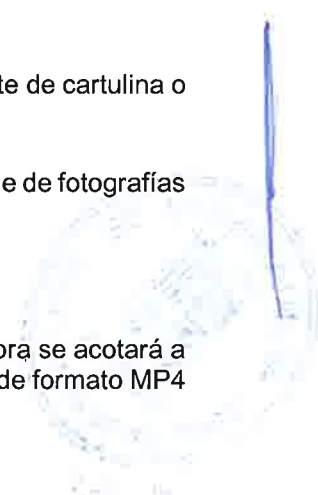 te de cartulina o
e de fotografías
ora se acotará a
de formato MP4